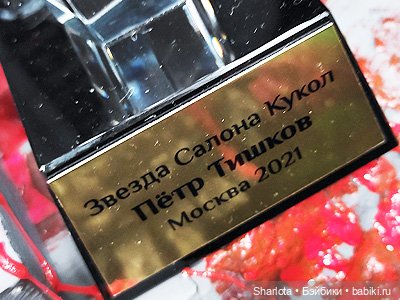 Звезда Салона Кукол
Пётр Тишков
Москва 2021
Sharlota • Бэйбики • babiki.ru